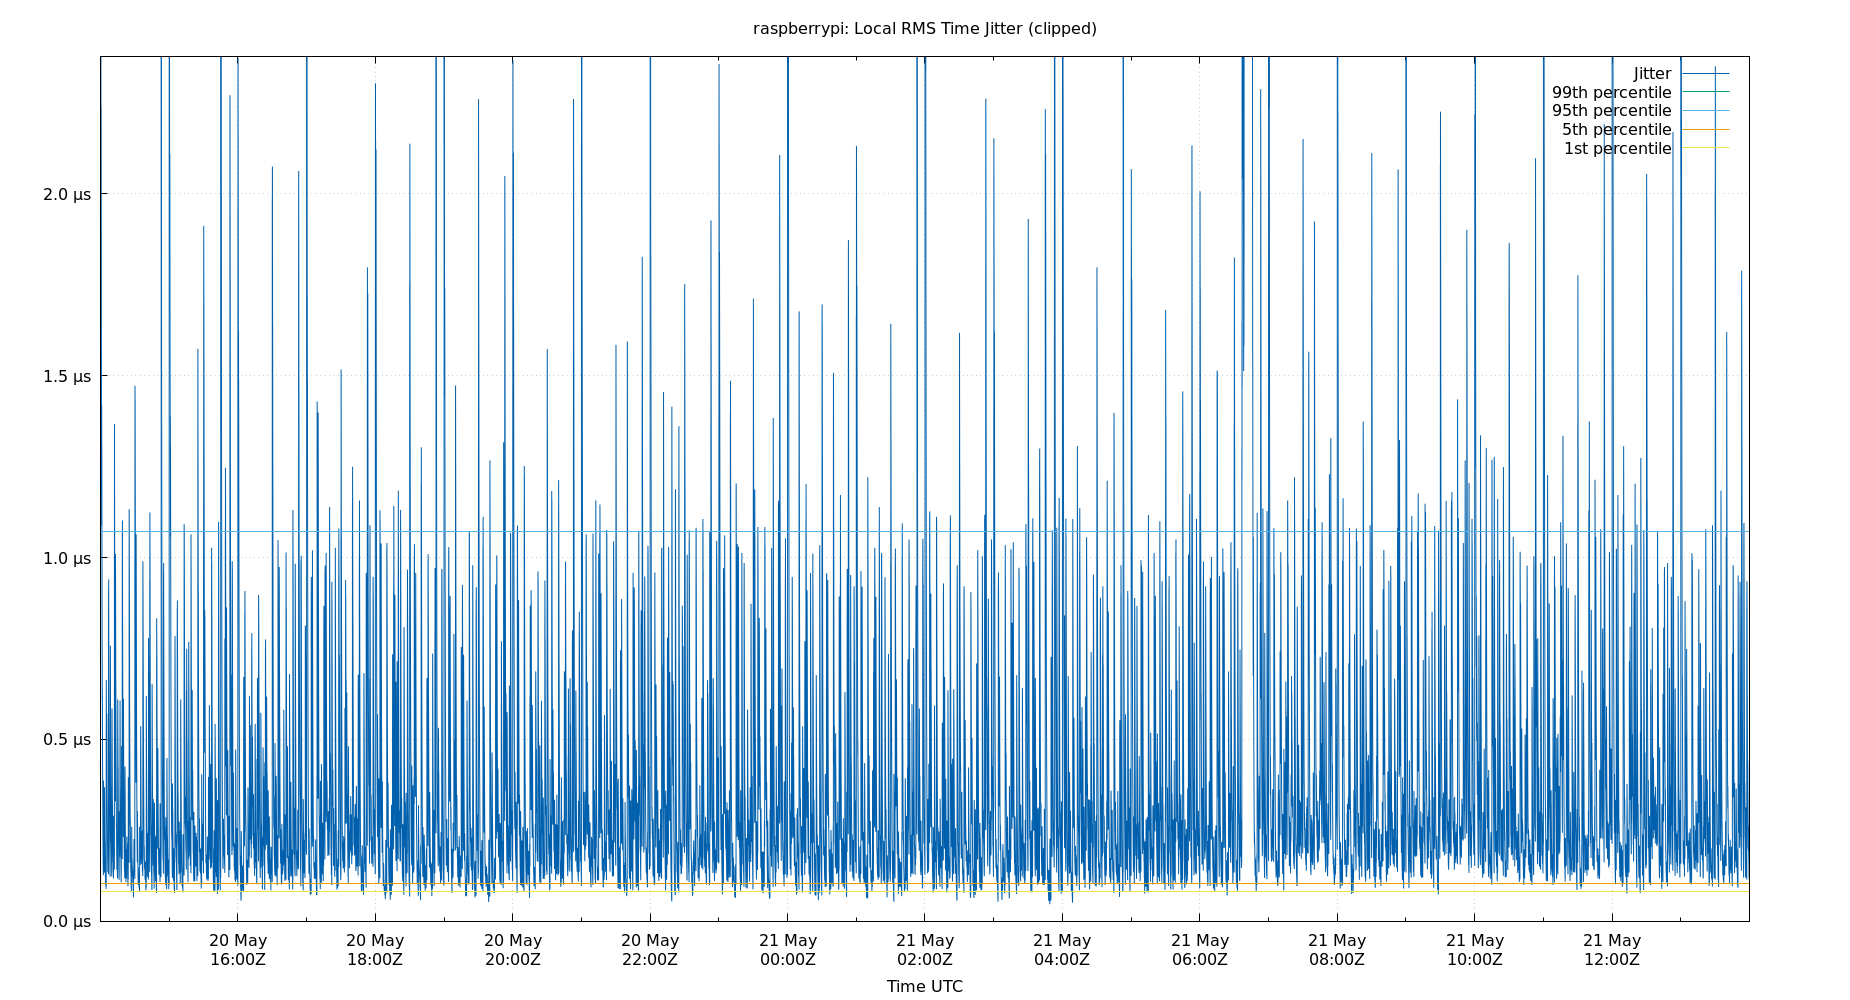 raspberrypi: Local RMS Time Jitter (clipped)
Jitter
99th percentile
95th percentile
5th percentile
1st percentile
2.0 µs
1.5 µs
1.0 µs
0.5 µs
0.0 µs
20 May 20 May 20 May 20 May 21 May 21 May 21 May 21 May 21 May 21 May 21 May
16:00Z 18:00Z 20:00Z 22:00Z 00:00Z 02:00Z 04:00Z 06:00Z 08:00Z 10:00Z 12:00Z
Time UTC